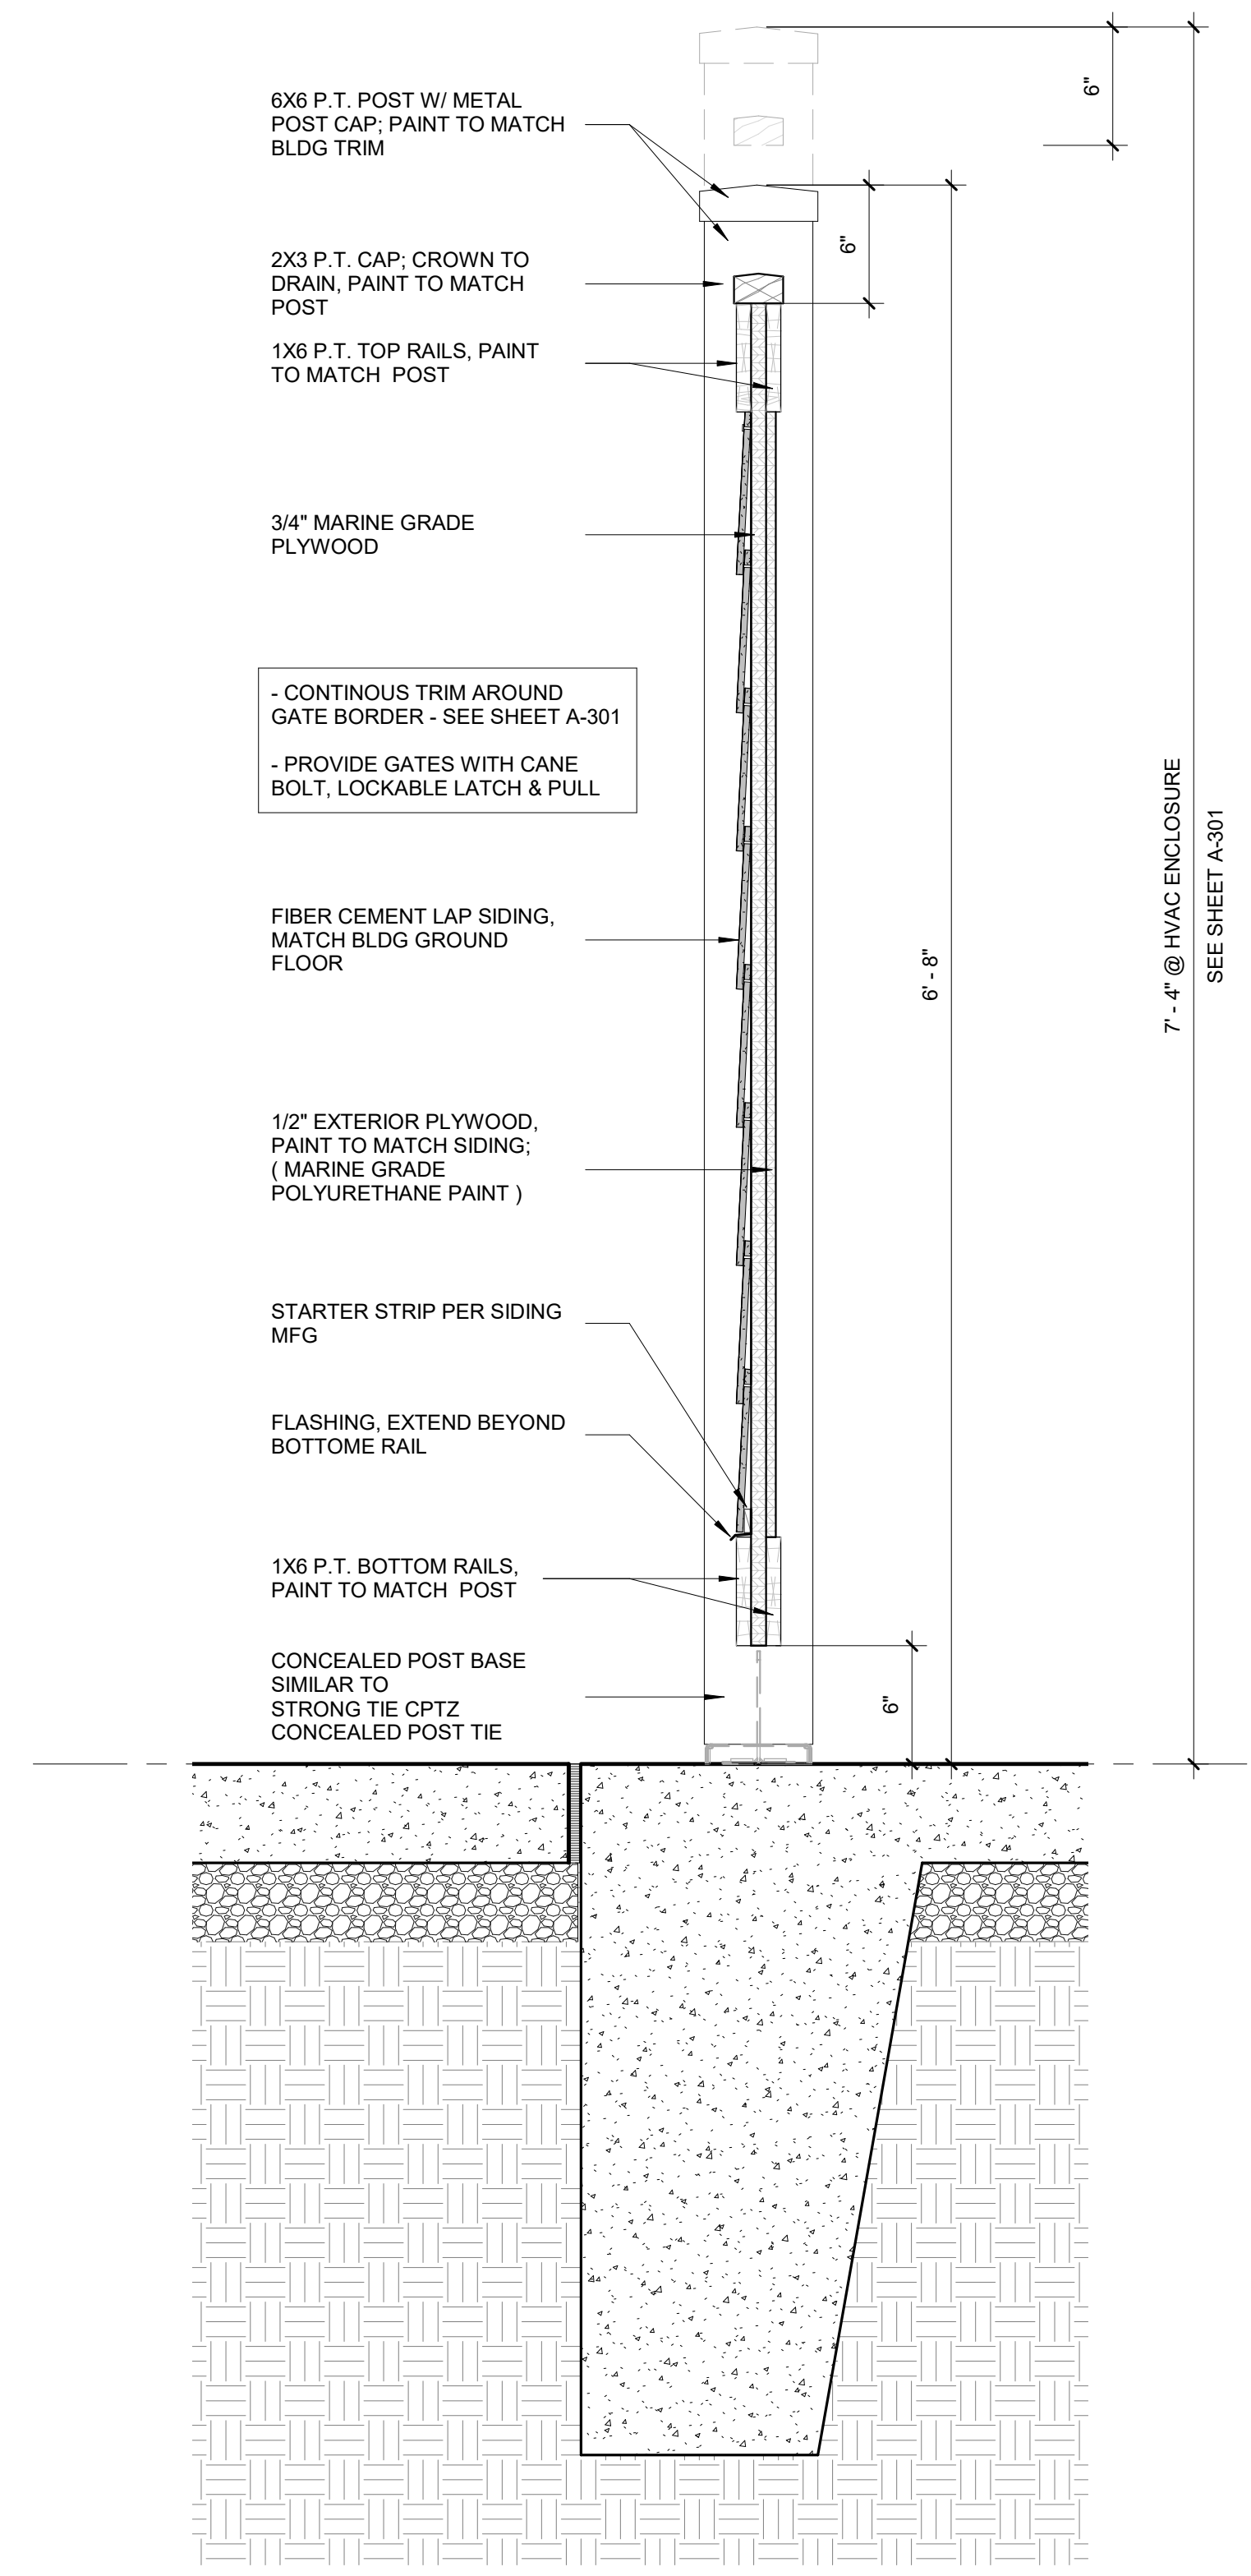 6X6 P.T. POST W/ METAL
POST CAP; PAINT TO MATCH
BLDG TRIM
6"
6"
2X3 P.T. CAP; CROWN TO
DRAIN, PAINT TO MATCH
POST
1X6 P.T. TOP RAILS, PAINT
TO MATCH  POST
3/4" MARINE GRADE
PLYWOOD
- CONTINOUS TRIM AROUND
GATE BORDER - SEE SHEET A-301
- PROVIDE GATES WITH CANE
BOLT, LOCKABLE LATCH & PULL
7' - 4" @ HVAC ENCLOSURE
SEE SHEET A-301
FIBER CEMENT LAP SIDING,
MATCH BLDG GROUND
FLOOR
6' - 8"
1/2" EXTERIOR PLYWOOD,
PAINT TO MATCH SIDING;
( MARINE GRADE
POLYURETHANE PAINT )
STARTER STRIP PER SIDING
MFG
FLASHING, EXTEND BEYOND
BOTTOME RAIL
1X6 P.T. BOTTOM RAILS,
PAINT TO MATCH  POST
CONCEALED POST BASE
SIMILAR TO
STRONG TIE CPTZ
CONCEALED POST TIE
6"